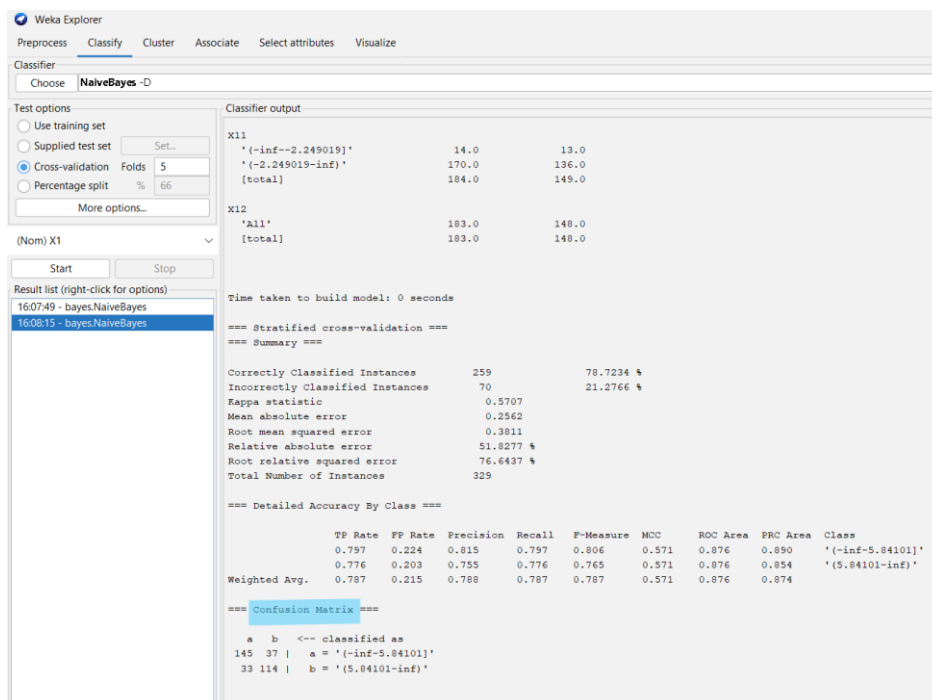 Weka Explorer
Preprocess Classify Cluster Associate Select attributes Visualize
Classifier
Choose NaiveBayes -D
Test options
Use training set
Supplied test set Set...
Cross-validation Folds 5
Percentage split % 66
More options...
(Nom) X1
Start Stop
Result list (right-click for options)
16:07:49 - bayes.NaiveBayes
16:08:15 - bayes.NaiveBayes
Classifier output
X11
'(-inf--2.249019]' 14.0 13.0
'(-2.249019-inf)' 170.0 136.0
[total] 184.0 149.0
X12
'All' 183.0 148.0
[total] 183.0 148.0
Time taken to build model: 0 seconds
=== Stratified cross-validation ===
=== Summary ===
Correctly Classified Instances 259 78.7234 %
Incorrectly Classified Instances 70 21.2766 %
Kappa statistic 0.5707
Mean absolute error 0.2562
Root mean squared error 0.3811
Relative absolute error 51.8277 %
Root relative squared error 76.6437 %
Total Number of Instances 329
=== Detailed Accuracy By Class ===
TP Rate FP Rate Precision Recall F-Measure MCC ROC Area PRC Area Class
0.797 0.224 0.815 0.797 0.806 0.571 0.876 0.890 '(-inf-5.84101]'
0.776 0.203 0.755 0.776 0.765 0.571 0.876 0.854 '(5.84101-inf)'
Weighted Avg. 0.787 0.215 0.788 0.787 0.787 0.571 0.876 0.874
=== Confusion Matrix ===
a b <-- classified as
145 37 | a = '(-inf-5.84101]'
33 114 | b = '(5.84101-inf)'